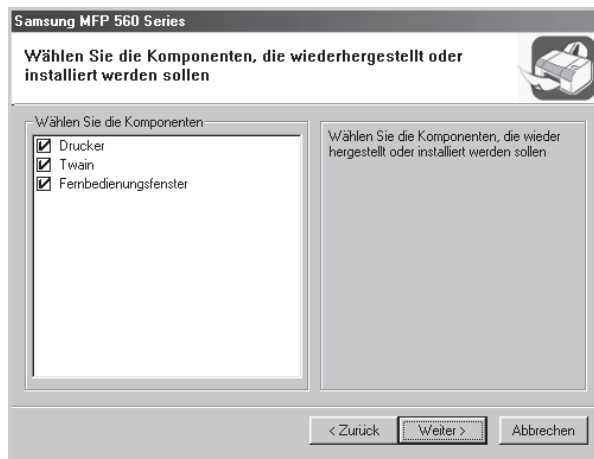 Samsung MFP 560 Series
Wählen Sie die Komponenten, die wiederhergestellt oder
installiert werden sollen
Wählen Sie die Komponenten
Drucker
Twain
Fernbedienungsfenster
Wählen Sie die Komponenten, die wieder
hergestellt oder installiert werden sollen
< Zurück
Weiter >
Abbrechen